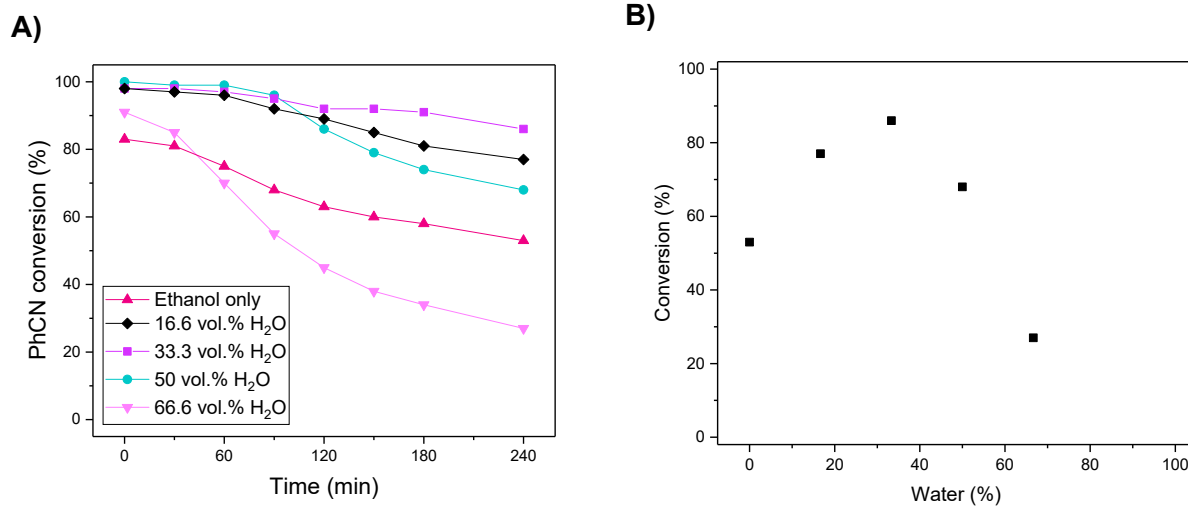 A)
PhCN conversion (%)
100
80
60
40
20
0
Ethanol only
16.6 vol.% H₂O
33.3 vol.% H₂O
50 vol.% H₂O
66.6 vol.% H₂O
0 60 120 180 240
Time (min)
B)
Conversion (%)
100
80
60
40
20
0
0 20 40 60 80 100
Water (%)